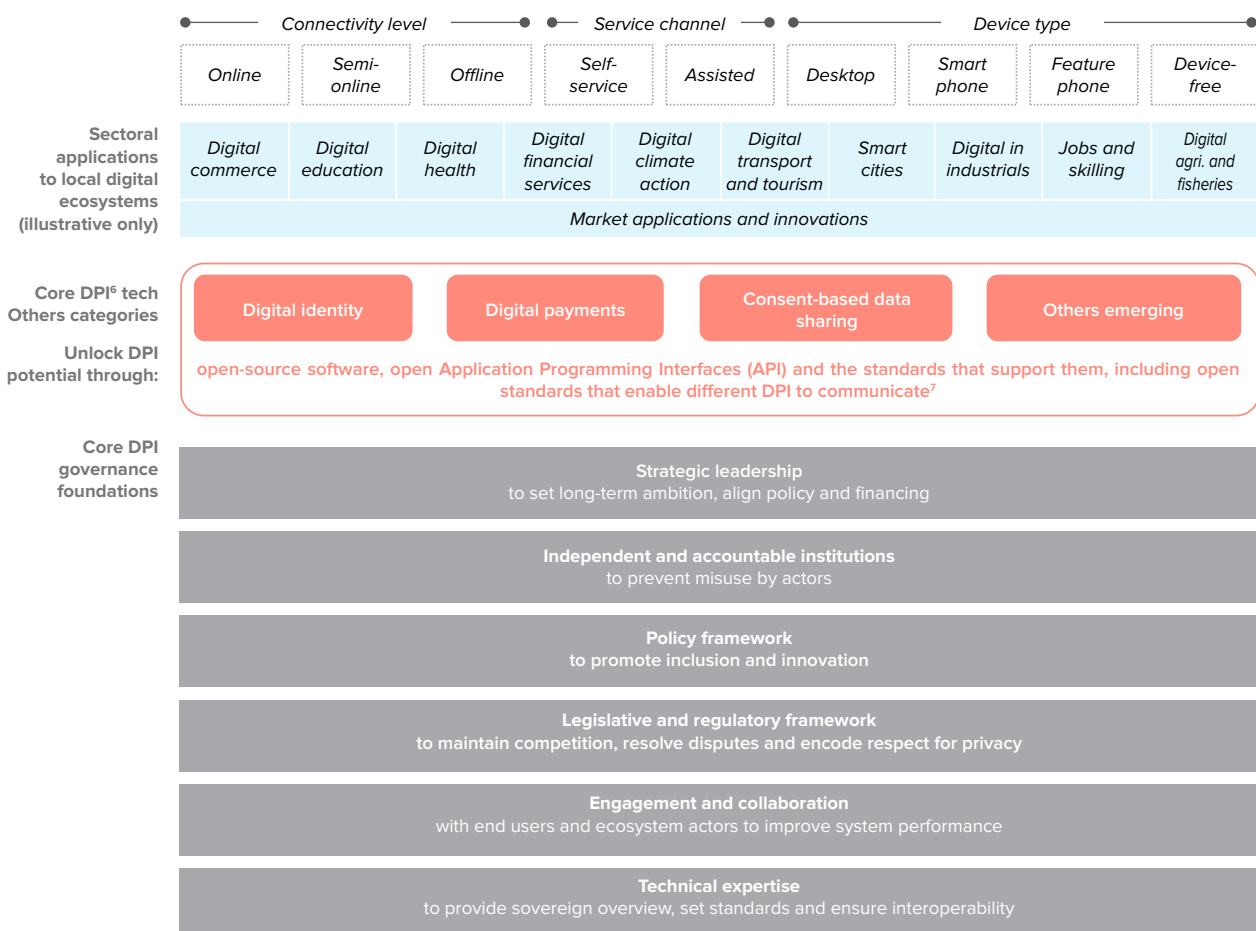 Connectivity level
Service channel
Device type
Online
Semi-
online
Offline
Self-
service
Assisted
Desktop
Smart
phone
Feature
phone
Device-
free
Sectoral
applications
to local digital
ecosystems
(illustrative only)
Digital
commerce
Digital
education
Digital
health
Digital
financial
services
Digital
climate
action
Digital
transport
and tourism
Smart
cities
Digital in
industrials
Jobs and
skilling
Digital
agri. and
fisheries
Market applications and innovations
Core DPI⁶ tech
Others categories
Digital identity
Digital payments
Consent-based data
sharing
Others emerging
Unlock DPI
potential through:
open-source software, open Application Programming Interfaces (API) and the standards that support them, including open
standards that enable different DPI to communicate⁷
Core DPI
governance
foundations
Strategic leadership
to set long-term ambition, align policy and financing
Independent and accountable institutions
to prevent misuse by actors
Policy framework
to promote inclusion and innovation
Legislative and regulatory framework
to maintain competition, resolve disputes and encode respect for privacy
Engagement and collaboration
with end users and ecosystem actors to improve system performance
Technical expertise
to provide sovereign overview, set standards and ensure interoperability